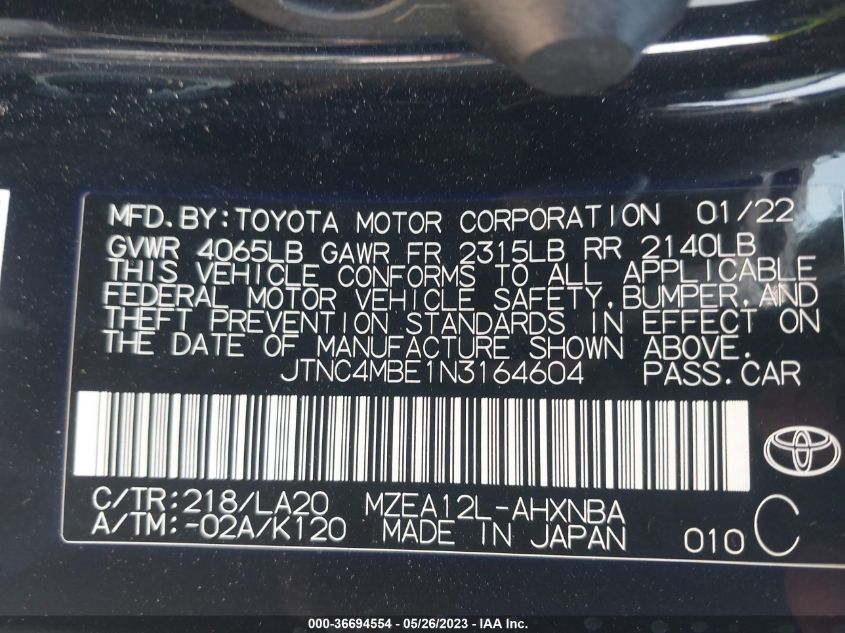 MFD.BY:TOYOTA MOTOR CORPORATION 01/22
GVWR 4065LB GAWR FR 2315LB RR 2140LB
THIS VEHICLE CONFORMS TO ALL APPLICABLE
FEDERAL MOTOR VEHICLE SAFETY,BUMPER,AND
THEFT PREVENTION STANDARDS IN EFFECT ON
THE DATE OF MANUFACTURE SHOWN ABOVE.
JTNC4MBE1N3164604 PASS.CAR
C/TR:218/LA20 MZEA12L-AHXNBA
A/TM:-02A/K120 MADE IN JAPAN 010 C
000-36694554 - 05/26/2023 - IAA Inc.